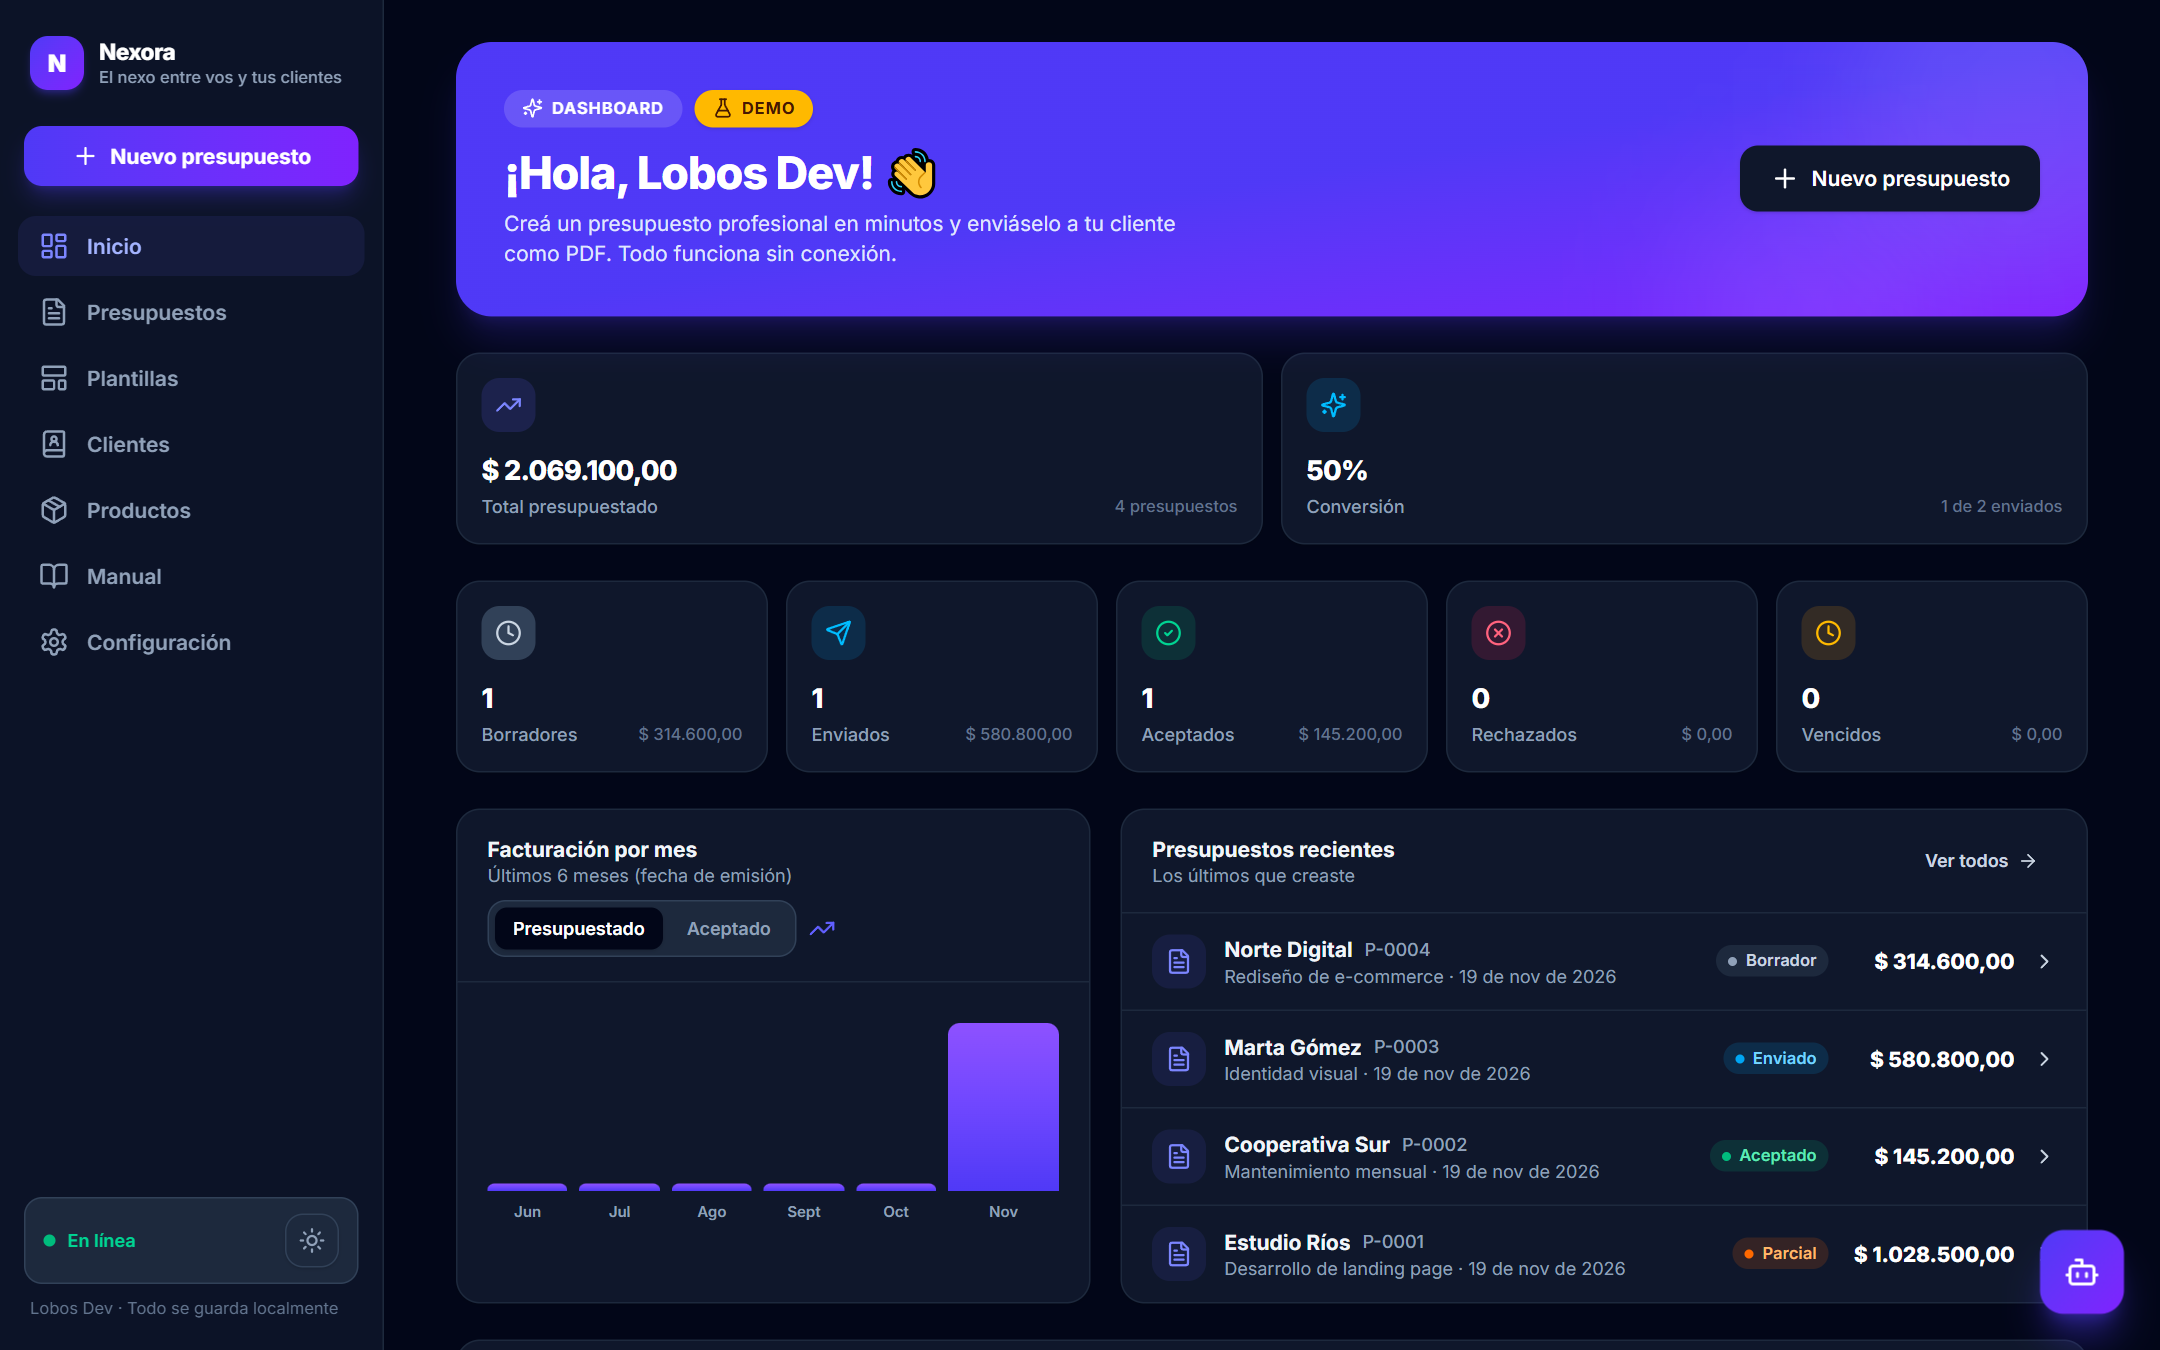 N
Nexora
El nexo entre vos y tus clientes
Nuevo presupuesto
Inicio
Presupuestos
Plantillas
Clientes
Productos
Manual
Configuración
En línea
Lobos Dev · Todo se guarda localmente
DASHBOARD
DEMO
¡Hola, Lobos Dev! 👋
Creá un presupuesto profesional en minutos y enviáselo a tu cliente
como PDF. Todo funciona sin conexión.
Nuevo presupuesto
$ 2.069.100,00
Total presupuestado
4 presupuestos
50%
Conversión
1 de 2 enviados
1
Borradores
$ 314.600,00
1
Enviados
$ 580.800,00
1
Aceptados
$ 145.200,00
0
Rechazados
$ 0,00
0
Vencidos
$ 0,00
Facturación por mes
Últimos 6 meses (fecha de emisión)
Presupuestado
Aceptado
Jun
Jul
Ago
Sept
Oct
Nov
Presupuestos recientes
Los últimos que creaste
Ver todos
Norte Digital P-0004
Rediseño de e-commerce · 19 de nov de 2026
Borrador
$ 314.600,00
Marta Gómez P-0003
Identidad visual · 19 de nov de 2026
Enviado
$ 580.800,00
Cooperativa Sur P-0002
Mantenimiento mensual · 19 de nov de 2026
Aceptado
$ 145.200,00
Estudio Ríos P-0001
Desarrollo de landing page · 19 de nov de 2026
Parcial
$ 1.028.500,00